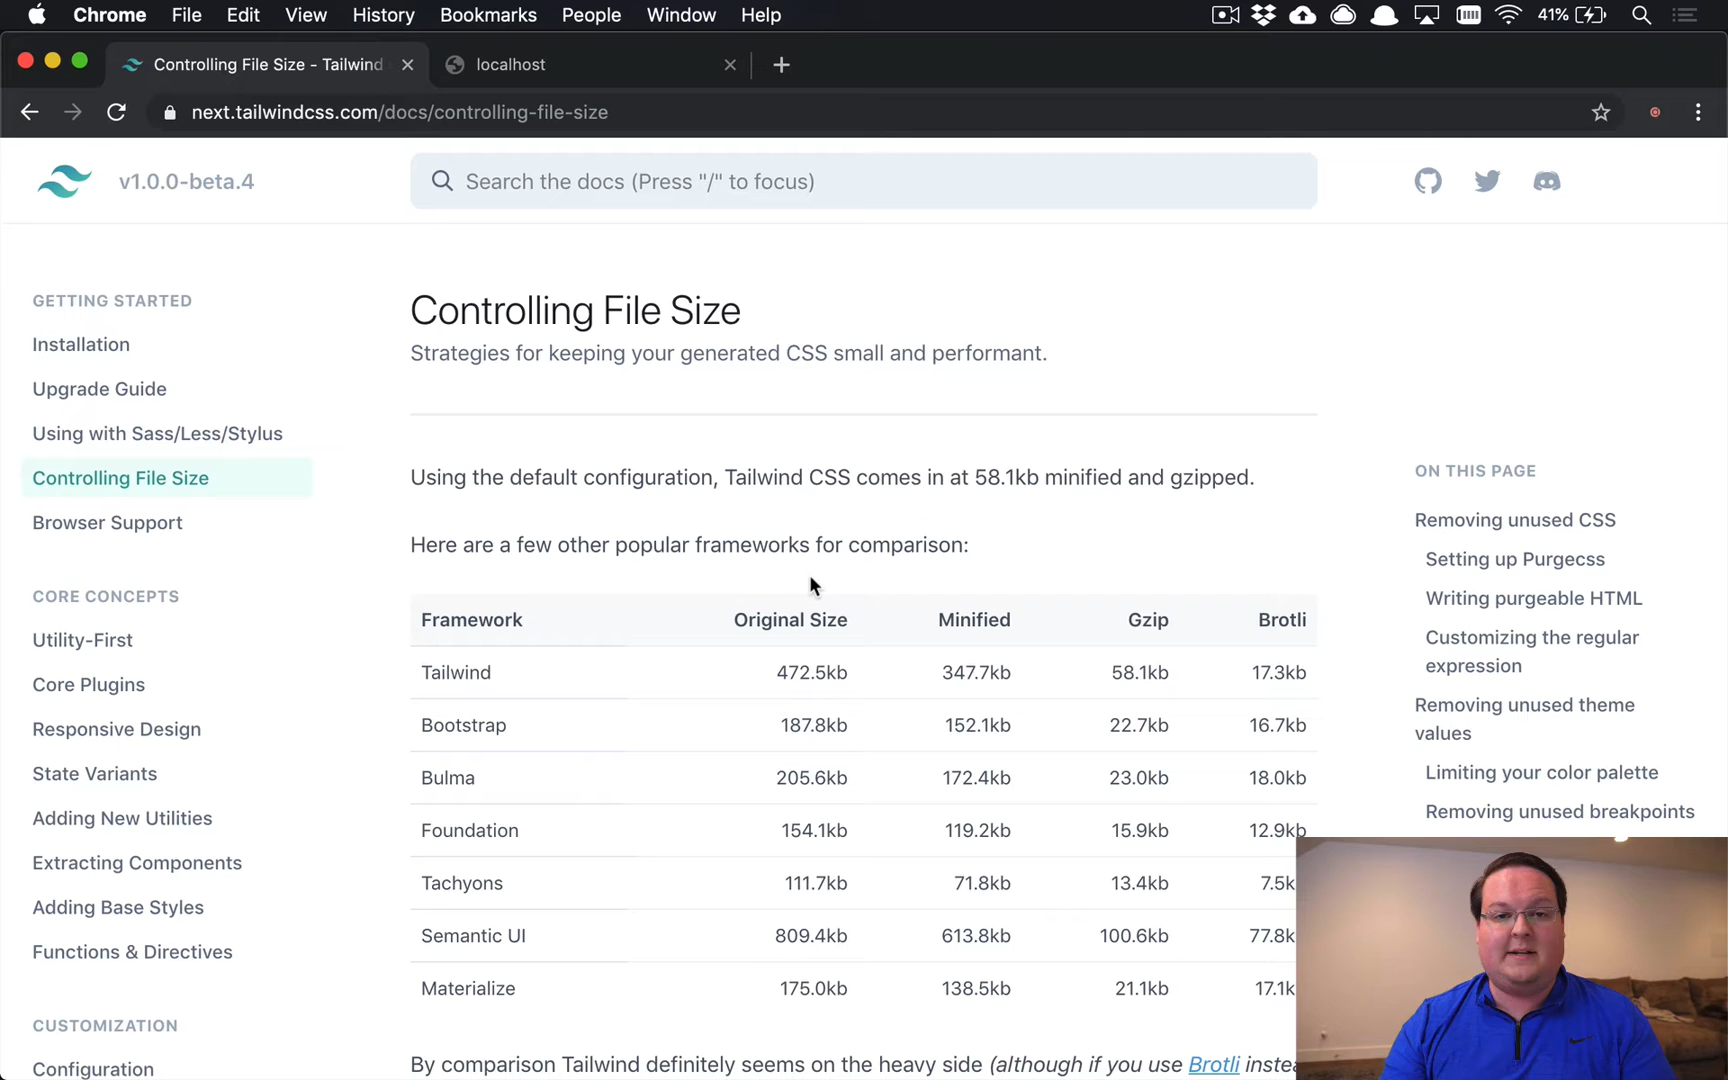 Chrome File Edit View History Bookmarks People Window Help 41%
Controlling File Size - Tailwind localhost
next.tailwindcss.com/docs/controlling-file-size
v1.0.0-beta.4
Search the docs (Press "/" to focus)
GETTING STARTED
Installation
Upgrade Guide
Using with Sass/Less/Stylus
Controlling File Size
Browser Support
CORE CONCEPTS
Utility-First
Core Plugins
Responsive Design
State Variants
Adding New Utilities
Extracting Components
Adding Base Styles
Functions & Directives
CUSTOMIZATION
Configuration
Controlling File Size
Strategies for keeping your generated CSS small and performant.
Using the default configuration, Tailwind CSS comes in at 58.1kb minified and gzipped.
Here are a few other popular frameworks for comparison:
Framework Original Size Minified Gzip Brotli
Tailwind 472.5kb 347.7kb 58.1kb 17.3kb
Bootstrap 187.8kb 152.1kb 22.7kb 16.7kb
Bulma 205.6kb 172.4kb 23.0kb 18.0kb
Foundation 154.1kb 119.2kb 15.9kb 12.9kb
Tachyons 111.7kb 71.8kb 13.4kb 7.5k
Semantic UI 809.4kb 613.8kb 100.6kb 77.8k
Materialize 175.0kb 138.5kb 21.1kb 17.1k
By comparison Tailwind definitely seems on the heavy side (although if you use Brotli inste
ON THIS PAGE
Removing unused CSS
Setting up Purgecss
Writing purgeable HTML
Customizing the regular
expression
Removing unused theme
values
Limiting your color palette
Removing unused breakpoints